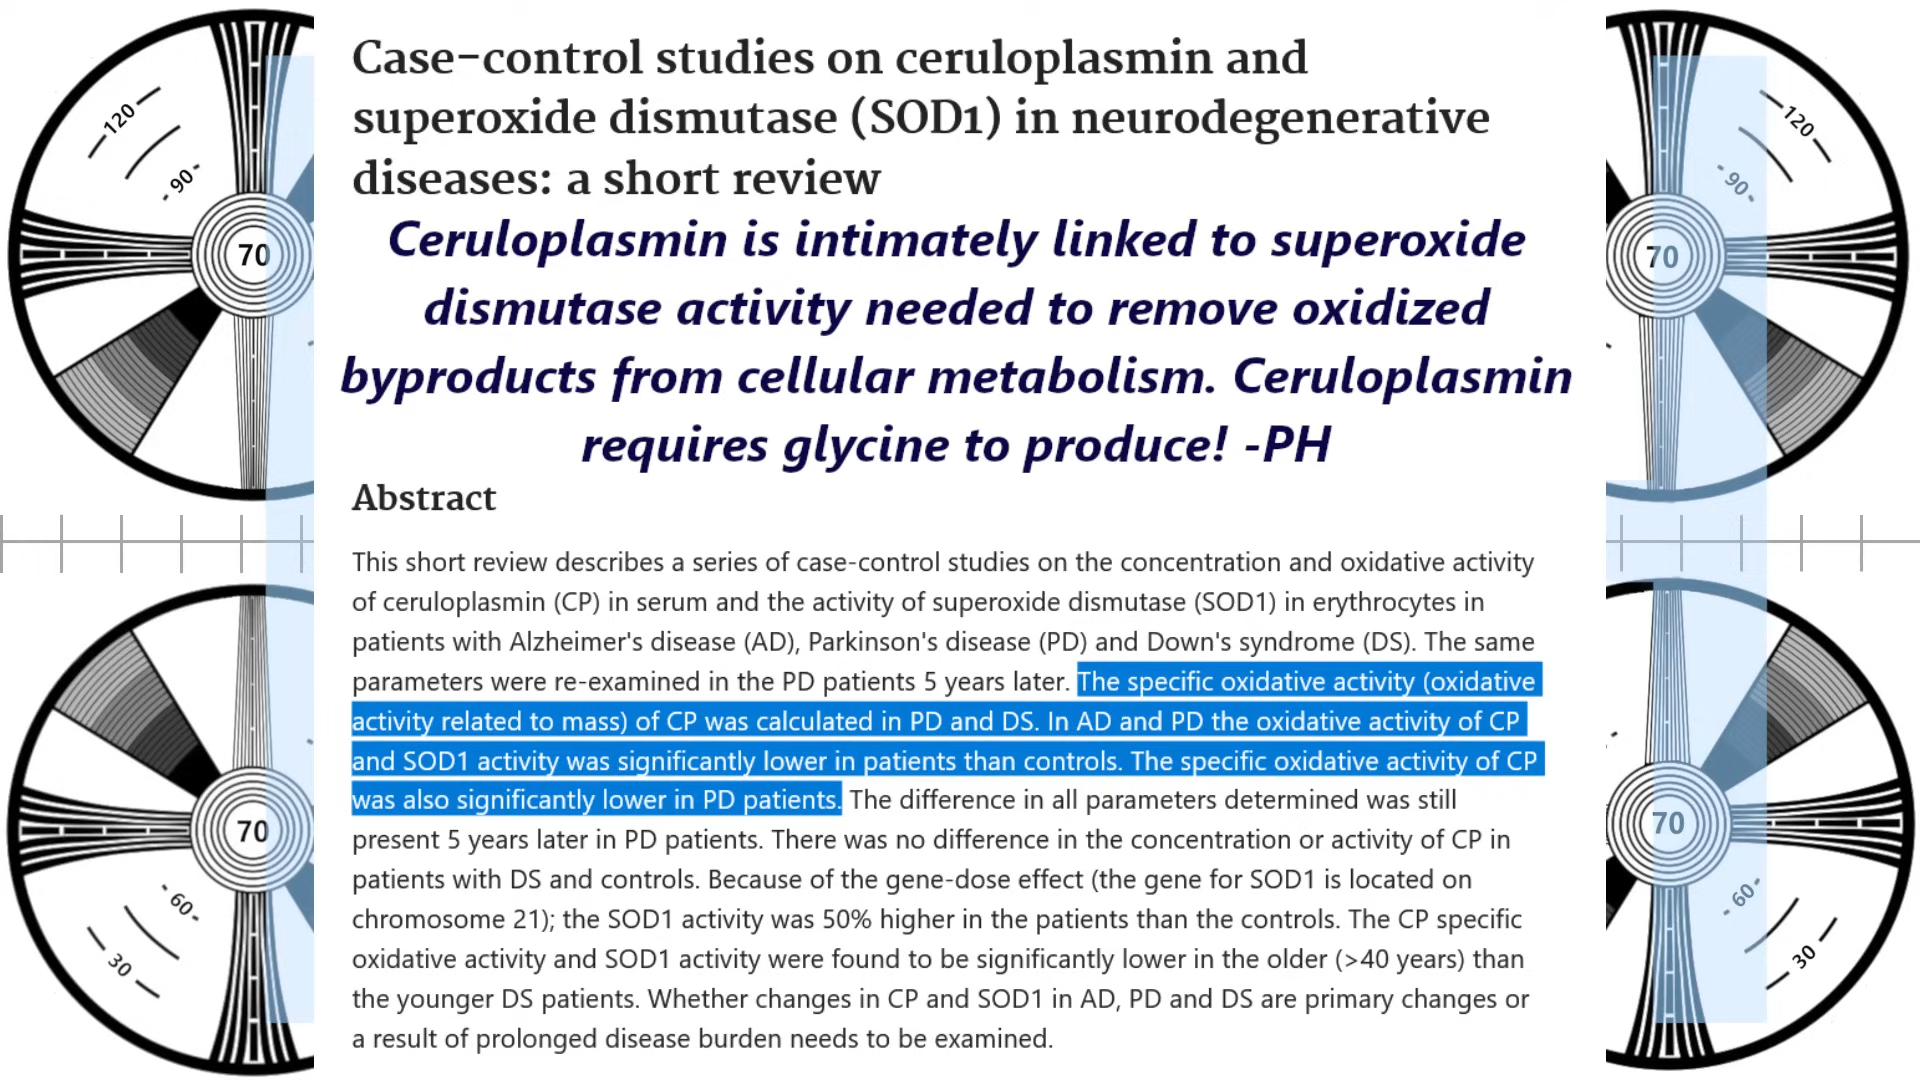 Case-control studies on ceruloplasmin and
superoxide dismutase (SOD1) in neurodegenerative
diseases: a short review
Ceruloplasmin is intimately linked to superoxide
dismutase activity needed to remove oxidized
byproducts from cellular metabolism. Ceruloplasmin
requires glycine to produce! -PH
Abstract
This short review describes a series of case-control studies on the concentration and oxidative activity
of ceruloplasmin (CP) in serum and the activity of superoxide dismutase (SOD1) in erythrocytes in
patients with Alzheimer's disease (AD), Parkinson's disease (PD) and Down's syndrome (DS). The same
parameters were re-examined in the PD patients 5 years later. The specific oxidative activity (oxidative
activity related to mass) of CP was calculated in PD and DS. In AD and PD the oxidative activity of CP
and SOD1 activity was significantly lower in patients than controls. The specific oxidative activity of CP
was also significantly lower in PD patients. The difference in all parameters determined was still
present 5 years later in PD patients. There was no difference in the concentration or activity of CP in
patients with DS and controls. Because of the gene-dose effect (the gene for SOD1 is located on
chromosome 21); the SOD1 activity was 50% higher in the patients than the controls. The CP specific
oxidative activity and SOD1 activity were found to be significantly lower in the older (>40 years) than
the younger DS patients. Whether changes in CP and SOD1 in AD, PD and DS are primary changes or
a result of prolonged disease burden needs to be examined.
120
- 90 -
70
120
- 90 -
70
70
- 60 -
30
70
- 60 -
30